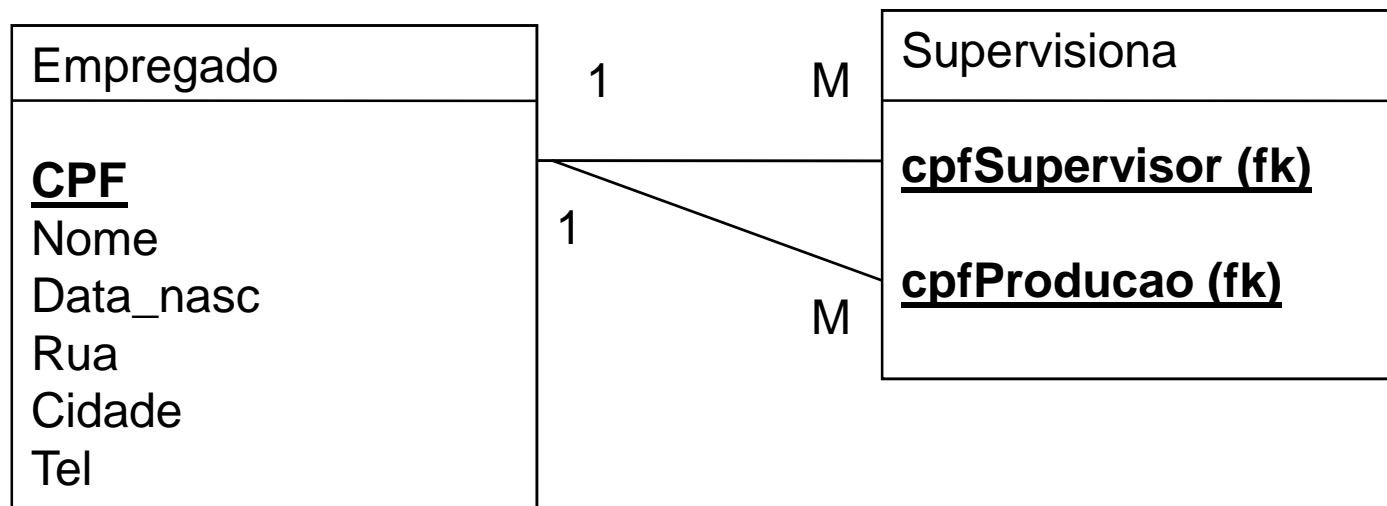 Empregado
CPF
Nome
Data_nasc
Rua
Cidade
Tel
1
M
1
M
Supervisiona
cpfSupervisor (fk)
cpfProducao (fk)